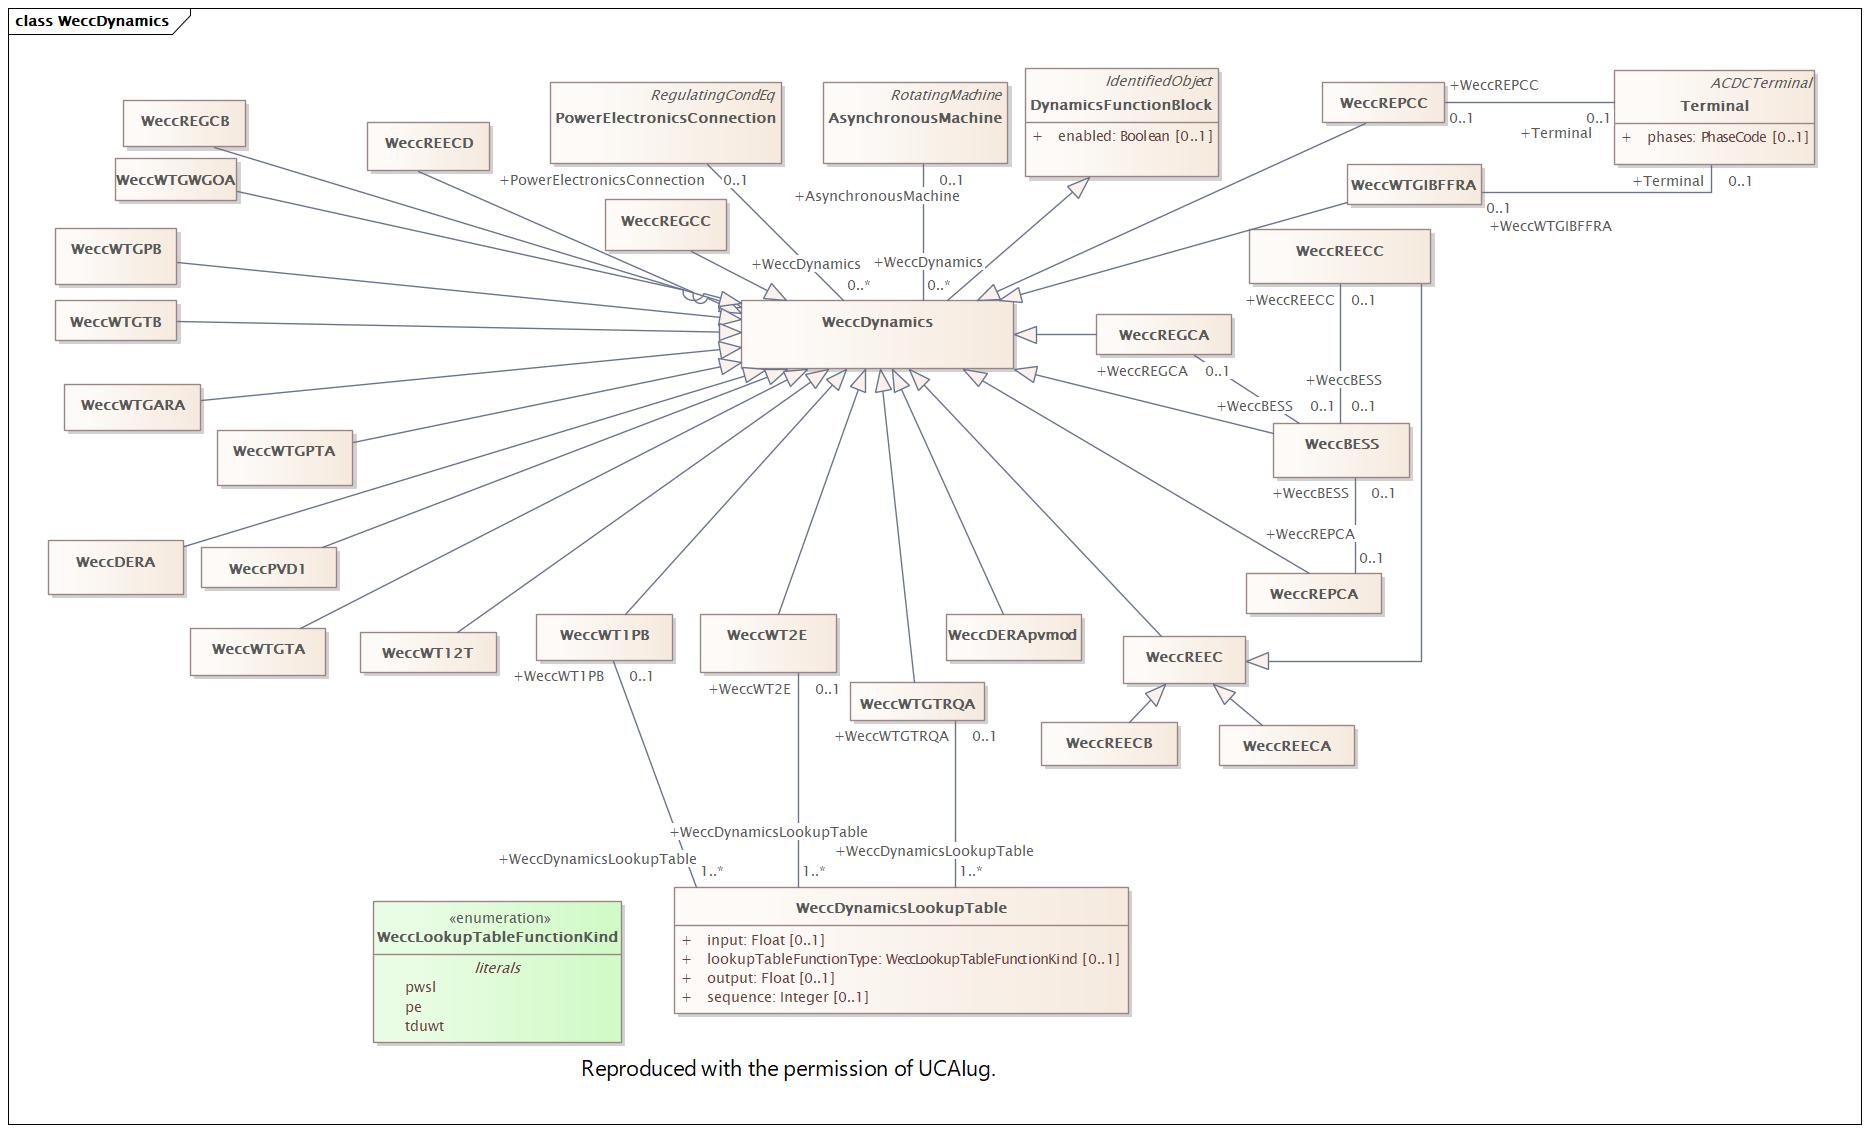 class WeccDynamics
IdentifiedObject
DynamicsFunctionBlock
+ enabled: Boolean [0..1]
RegulatingCondEq
PowerElectronicsConnection
RotatingMachine
AsynchronousMachine
WeccREPCC
+WeccREPCC
0..1
+Terminal
0..1
ACDCTerminal
Terminal
+ phases: PhaseCode [0..1]
WeccREGCB
WeccREECD
WeccWTGWGOA
+PowerElectronicsConnection
0..1
0..1
+AsynchronousMachine
WeccWTGIBFFRA
+Terminal
0..1
0..1
+WeccWTGIBFFRA
WeccREGCC
WeccWTGPB
+WeccDynamics
0..*
+WeccDynamics
0..*
WeccREECC
+WeccREECC
0..1
WeccWTGTB
WeccDynamics
WeccREGCA
+WeccREGCA
0..1
+WeccBESS
+WeccBESS
0..1
0..1
WeccWTGARA
WeccWTGPTA
WeccBESS
+WeccBESS
0..1
+WeccREPCA
0..1
WeccDERA
WeccPVD1
WeccREPCA
WeccWTGTA
WeccWT12T
WeccWT1PB
+WeccWT1PB
0..1
WeccWT2E
+WeccWT2E
0..1
WeccDERApvmod
WeccREEC
WeccWTGTRQA
+WeccWTGTRQA
0..1
WeccREECB
WeccREECA
+WeccDynamicsLookupTable
1..*
+WeccDynamicsLookupTable
1..*
+WeccDynamicsLookupTable
1..*
«enumeration»
WeccLookupTableFunctionKind
literals
pwsl
pe
tduwt
WeccDynamicsLookupTable
+ input: Float [0..1]
+ lookupTableFunctionType: WeccLookupTableFunctionKind [0..1]
+ output: Float [0..1]
+ sequence: Integer [0..1]
Reproduced with the permission of UCAIug.